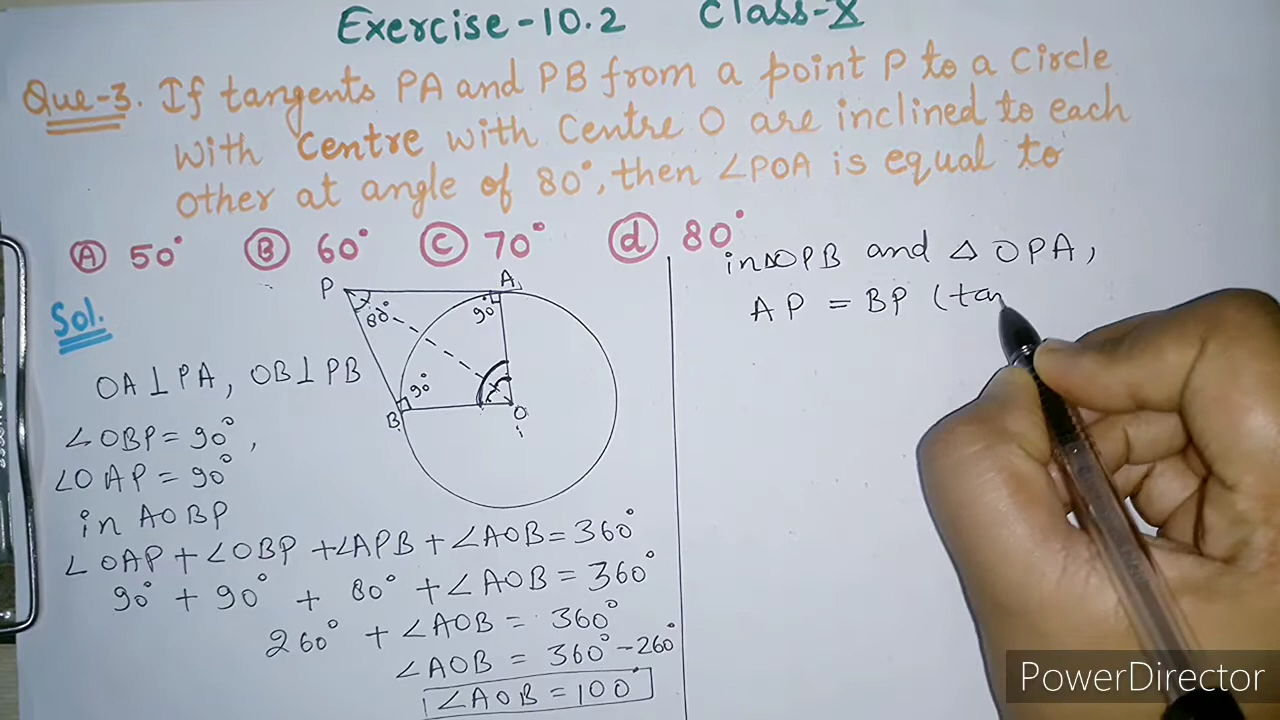 Exercise-10.2 Class-X
Que-3. If tangents PA and PB from a point P to a Circle
with Centre with Centre O are inclined to each
other at angle of 80°, then ∠POA is equal to
(A) 50° (B) 60° (C) 70° (d) 80°
Sol.
P A
80° 90°
90°
B O
OA⊥PA, OB⊥PB
∠OBP = 90°,
∠OAP = 90°
in AOBP
∠OAP + ∠OBP + ∠APB + ∠AOB = 360°
90° + 90° + 80° + ∠AOB = 360°
260° + ∠AOB = 360°
∠AOB = 360° - 260°
∠AOB = 100°
in △OPB and △OPA,
AP = BP (tan
PowerDirector